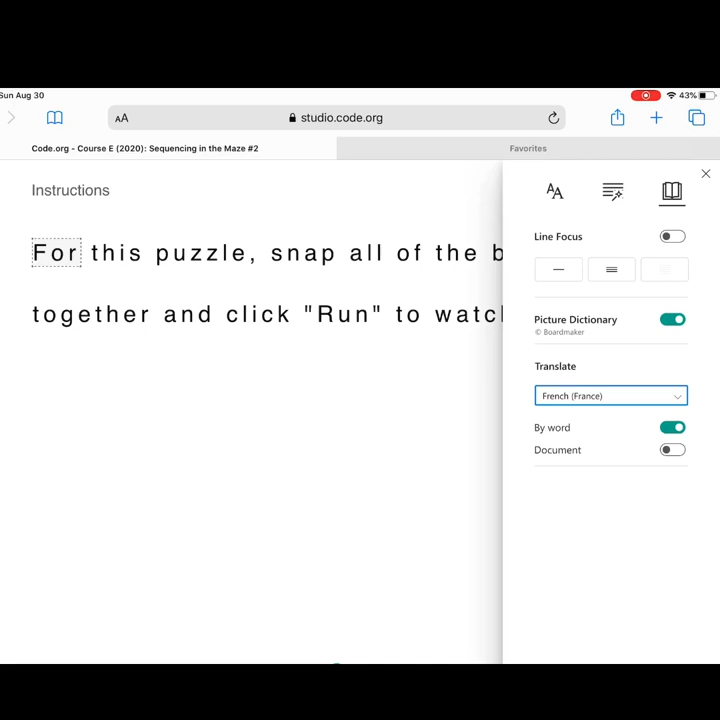 Sun Aug 30
43%
AA
studio.code.org
Code.org - Course E (2020): Sequencing in the Maze #2
Favorites
Instructions
AA
Line Focus
For this puzzle, snap all of the
together and click "Run" to
Picture Dictionary
© Boardmaker
Translate
French (France)
By word
Document